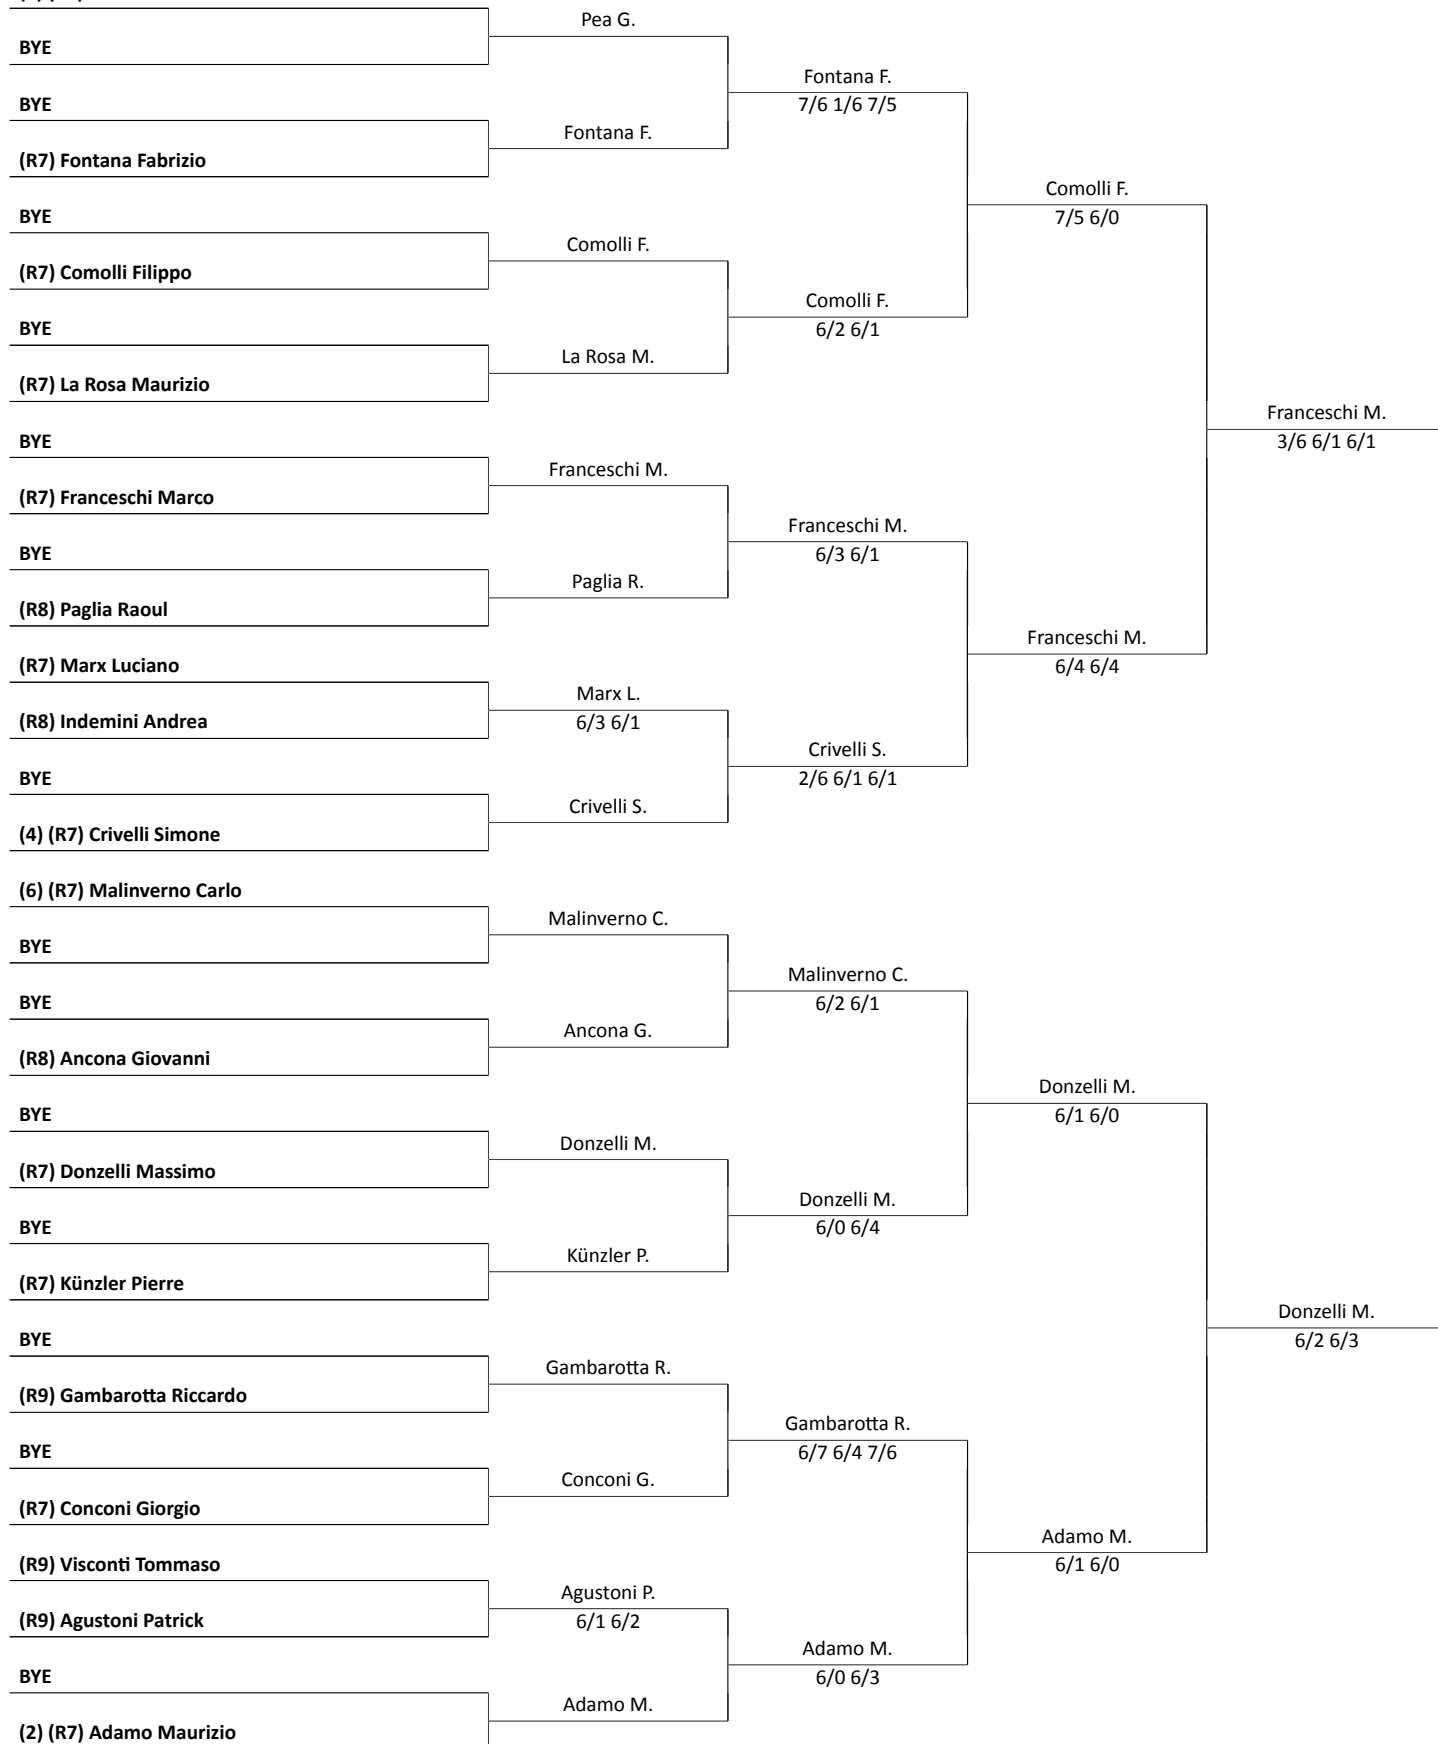 Pea G.
BYE
Fontana F.
BYE
7/6 1/6 7/5
Fontana F.
(R7) Fontana Fabrizio
Comolli F.
BYE
7/5 6/0
Comolli F.
(R7) Comolli Filippo
Comolli F.
BYE
6/2 6/1
La Rosa M.
(R7) La Rosa Maurizio
Franceschi M.
BYE
3/6 6/1 6/1
Franceschi M.
(R7) Franceschi Marco
Franceschi M.
BYE
6/3 6/1
Paglia R.
(R8) Paglia Raoul
Franceschi M.
(R7) Marx Luciano
6/4 6/4
Marx L.
(R8) Indemini Andrea
6/3 6/1
Crivelli S.
BYE
2/6 6/1 6/1
Crivelli S.
(4) (R7) Crivelli Simone
(6) (R7) Malinverno Carlo
Malinverno C.
BYE
Malinverno C.
BYE
6/2 6/1
Ancona G.
(R8) Ancona Giovanni
Donzelli M.
BYE
6/1 6/0
Donzelli M.
(R7) Donzelli Massimo
Donzelli M.
BYE
6/0 6/4
Künzler P.
(R7) Künzler Pierre
Donzelli M.
BYE
6/2 6/3
Gambarotta R.
(R9) Gambarotta Riccardo
Gambarotta R.
BYE
6/7 6/4 7/6
Conconi G.
(R7) Conconi Giorgio
Adamo M.
(R9) Visconti Tommaso
6/1 6/0
Agustoni P.
(R9) Agustoni Patrick
6/1 6/2
Adamo M.
BYE
6/0 6/3
Adamo M.
(2) (R7) Adamo Maurizio